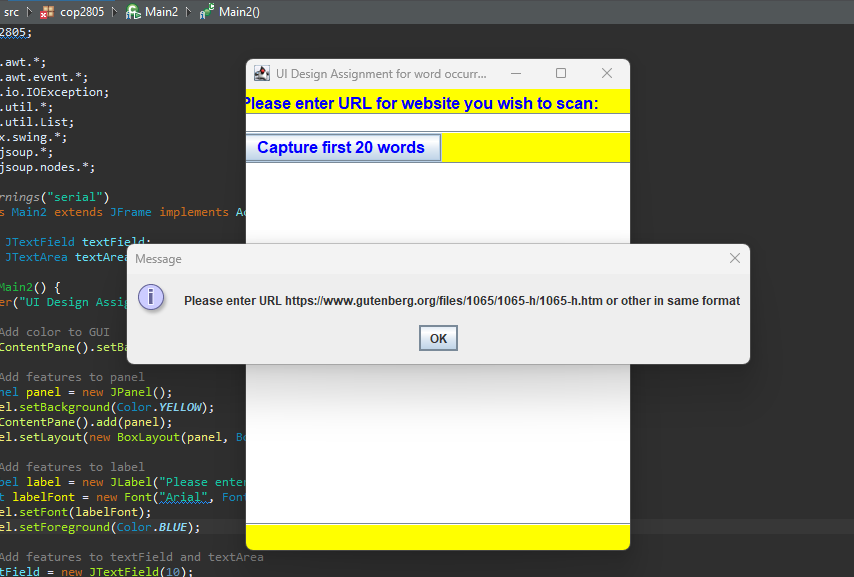 src cop2805 Main2 Main2()
2805;
.awt.*;
.awt.event.*;
.io.IOException;
.util.*;
.util.List;
x.swing.*;
jsoup.*;
jsoup.nodes.*;
rnings("serial")
s Main2 extends JFrame implements Ac
JTextField textField;
JTextArea textArea
Main2() {
er("UI Design Assig
Add color to GUI
ContentPane().setBa
Add features to panel
nel panel = new JPanel();
el.setBackground(Color.YELLOW);
ContentPane().add(panel);
el.setLayout(new BoxLayout(panel, Bo
Add features to label
bel label = new JLabel("Please enter
t labelFont = new Font("Arial", Font
el.setFont(labelFont);
el.setForeground(Color.BLUE);
Add features to textField and textArea
tField = new JTextField(10);
UI Design Assignment for word occurr...
Please enter URL for website you wish to scan:
Capture first 20 words
Message
Please enter URL https://www.gutenberg.org/files/1065/1065-h/1065-h.htm or other in same format
OK